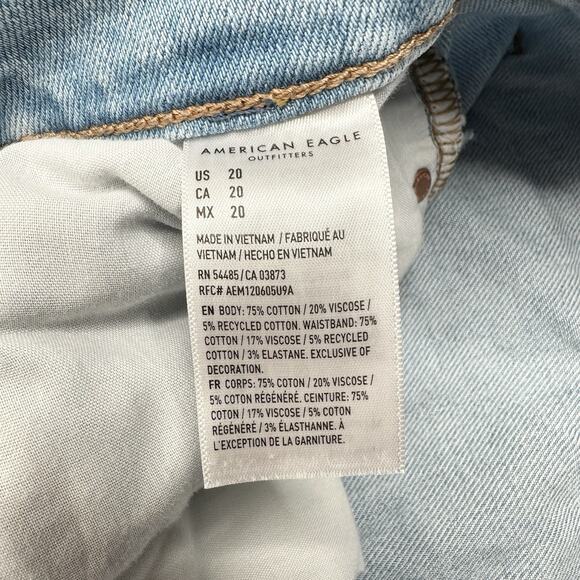 AMERICAN EAGLE
OUTFITTERS
US 20
CA 20
MX 20
MADE IN VIETNAM / FABRIQUÉ AU
VIETNAM / HECHO EN VIETNAM
RN 54485 / CA 03873
RFC# AEM120605U9A
EN BODY: 75% COTTON / 20% VISCOSE /
5% RECYCLED COTTON. WAISTBAND: 75%
COTTON / 17% VISCOSE / 5% RECYCLED
COTTON / 3% ELASTANE. EXCLUSIVE OF
DECORATION.
FR CORPS: 75% COTON / 20% VISCOSE /
5% COTON RÉGÉNÉRÉ. CEINTURE: 75%
COTON / 17% VISCOSE / 5% COTON
RÉGÉNÉRÉ / 3% ÉLASTHANNE. À
L'EXCEPTION DE LA GARNITURE.